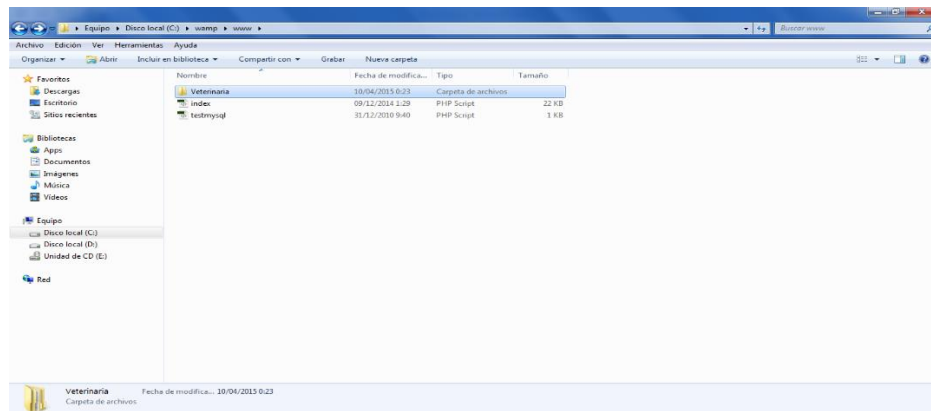 Equipo ▸ Disco local (C:) ▸ wamp ▸ www ▸
Buscar www
Archivo Edición Ver Herramientas Ayuda
Organizar Abrir Incluir en biblioteca Compartir con Grabar Nueva carpeta
Nombre Fecha de modifica... Tipo Tamaño
Favoritos
Descargas
Escritorio
Sitios recientes
Bibliotecas
Apps
Documentos
Imágenes
Música
Vídeos
Equipo
Disco local (C:)
Disco local (D:)
Unidad de CD (E:)
Red
Veterinaria 10/04/2015 0:23 Carpeta de archivos
index 09/12/2014 1:29 PHP Script 22 KB
testmysql 31/12/2010 9:40 PHP Script 1 KB
Veterinaria Fecha de modifica... 10/04/2015 0:23
Carpeta de archivos